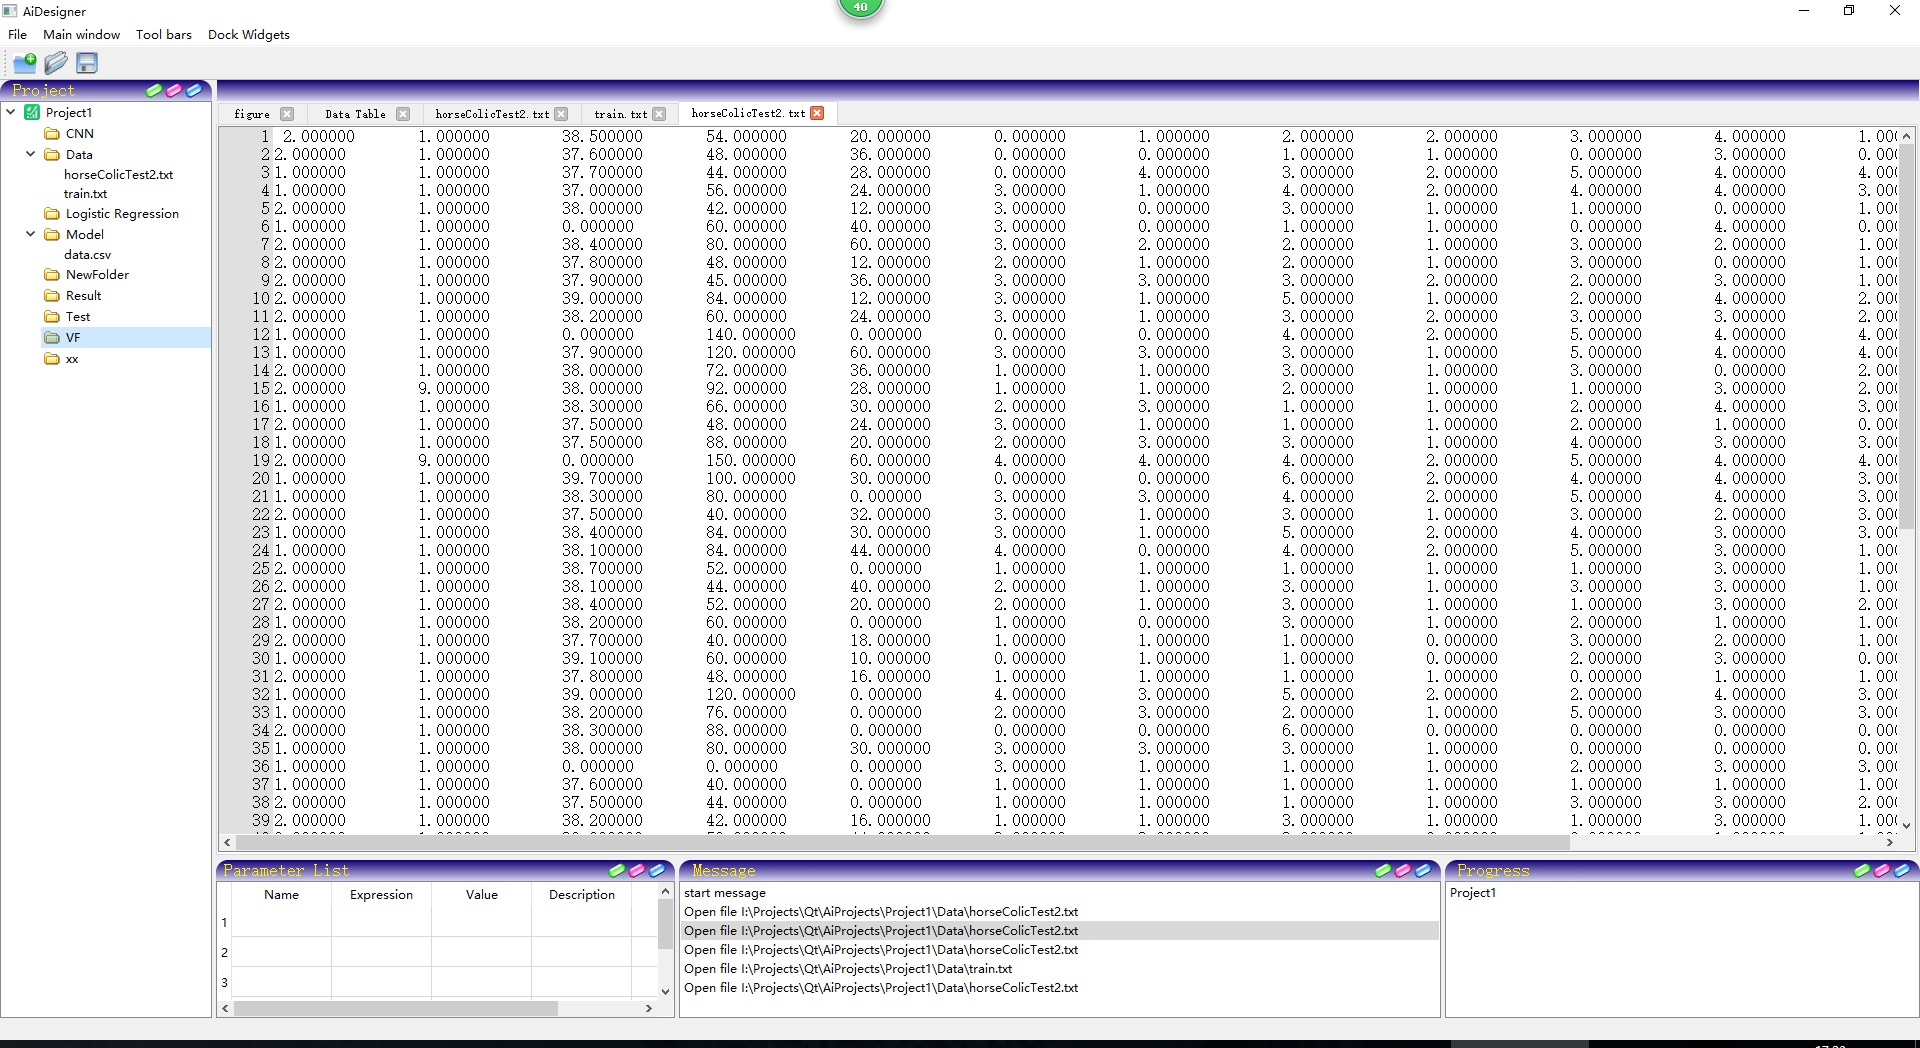 40
AiDesigner
File Main window Tool bars Dock Widgets
Project
Project1
CNN
Data
horseColicTest2.txt
train.txt
Logistic Regression
Model
data.csv
NewFolder
Result
Test
VF
xx
figure Data Table horseColicTest2.txt train.txt horseColicTest2.txt
1 2.000000 1.000000 38.500000 54.000000 20.000000 0.000000 1.000000 2.000000 2.000000 3.000000 4.000000 1.00
2 2.000000 1.000000 37.600000 48.000000 36.000000 0.000000 0.000000 1.000000 1.000000 0.000000 3.000000 0.00
3 1.000000 1.000000 37.700000 44.000000 28.000000 0.000000 4.000000 3.000000 2.000000 5.000000 4.000000 4.00
4 1.000000 1.000000 37.000000 56.000000 24.000000 3.000000 1.000000 4.000000 2.000000 4.000000 4.000000 3.00
5 2.000000 1.000000 38.000000 42.000000 12.000000 3.000000 0.000000 3.000000 1.000000 1.000000 0.000000 1.00
6 1.000000 1.000000 0.000000 60.000000 40.000000 3.000000 0.000000 1.000000 1.000000 0.000000 4.000000 0.00
7 2.000000 1.000000 38.400000 80.000000 60.000000 3.000000 2.000000 2.000000 1.000000 3.000000 2.000000 1.00
8 2.000000 1.000000 37.800000 48.000000 12.000000 2.000000 1.000000 2.000000 1.000000 3.000000 0.000000 1.00
9 2.000000 1.000000 37.900000 45.000000 36.000000 3.000000 3.000000 3.000000 2.000000 2.000000 3.000000 1.00
10 2.000000 1.000000 39.000000 84.000000 12.000000 3.000000 1.000000 5.000000 1.000000 2.000000 4.000000 2.00
11 2.000000 1.000000 38.200000 60.000000 24.000000 3.000000 1.000000 3.000000 2.000000 3.000000 3.000000 2.00
12 1.000000 1.000000 0.000000 140.000000 0.000000 0.000000 0.000000 4.000000 2.000000 5.000000 4.000000 4.00
13 1.000000 1.000000 37.900000 120.000000 60.000000 3.000000 3.000000 3.000000 1.000000 5.000000 4.000000 4.00
14 2.000000 1.000000 38.000000 72.000000 36.000000 1.000000 1.000000 3.000000 1.000000 3.000000 0.000000 2.00
15 2.000000 9.000000 38.000000 92.000000 28.000000 1.000000 1.000000 2.000000 1.000000 1.000000 3.000000 2.00
16 1.000000 1.000000 38.300000 66.000000 30.000000 2.000000 3.000000 1.000000 1.000000 2.000000 4.000000 3.00
17 2.000000 1.000000 37.500000 48.000000 24.000000 3.000000 1.000000 1.000000 1.000000 2.000000 1.000000 0.00
18 1.000000 1.000000 37.500000 88.000000 20.000000 2.000000 3.000000 3.000000 1.000000 4.000000 3.000000 3.00
19 2.000000 9.000000 0.000000 150.000000 60.000000 4.000000 4.000000 4.000000 2.000000 5.000000 4.000000 4.00
20 1.000000 1.000000 39.700000 100.000000 30.000000 0.000000 0.000000 6.000000 2.000000 4.000000 4.000000 3.00
21 1.000000 1.000000 38.300000 80.000000 0.000000 3.000000 3.000000 4.000000 2.000000 5.000000 4.000000 3.00
22 2.000000 1.000000 37.500000 40.000000 32.000000 3.000000 1.000000 3.000000 1.000000 3.000000 2.000000 3.00
23 1.000000 1.000000 38.400000 84.000000 30.000000 3.000000 1.000000 5.000000 2.000000 4.000000 3.000000 3.00
24 1.000000 1.000000 38.100000 84.000000 44.000000 4.000000 0.000000 4.000000 2.000000 5.000000 3.000000 1.00
25 2.000000 1.000000 38.700000 52.000000 0.000000 1.000000 1.000000 1.000000 1.000000 1.000000 3.000000 1.00
26 2.000000 1.000000 38.100000 44.000000 40.000000 2.000000 1.000000 3.000000 1.000000 3.000000 3.000000 1.00
27 2.000000 1.000000 38.400000 52.000000 20.000000 2.000000 1.000000 3.000000 1.000000 1.000000 3.000000 2.00
28 1.000000 1.000000 38.200000 60.000000 0.000000 1.000000 0.000000 3.000000 1.000000 2.000000 1.000000 1.00
29 2.000000 1.000000 37.700000 40.000000 18.000000 1.000000 1.000000 1.000000 0.000000 3.000000 2.000000 1.00
30 1.000000 1.000000 39.100000 60.000000 10.000000 0.000000 1.000000 1.000000 0.000000 2.000000 3.000000 0.00
31 2.000000 1.000000 37.800000 48.000000 16.000000 1.000000 1.000000 1.000000 1.000000 0.000000 1.000000 1.00
32 1.000000 1.000000 39.000000 120.000000 0.000000 4.000000 3.000000 5.000000 2.000000 2.000000 4.000000 3.00
33 1.000000 1.000000 38.200000 76.000000 0.000000 2.000000 3.000000 2.000000 1.000000 5.000000 3.000000 3.00
34 2.000000 1.000000 38.300000 88.000000 0.000000 0.000000 0.000000 6.000000 0.000000 0.000000 0.000000 0.00
35 1.000000 1.000000 38.000000 80.000000 30.000000 3.000000 3.000000 3.000000 1.000000 0.000000 0.000000 0.00
36 1.000000 1.000000 0.000000 0.000000 0.000000 3.000000 1.000000 1.000000 1.000000 2.000000 3.000000 3.00
37 1.000000 1.000000 37.600000 40.000000 0.000000 1.000000 1.000000 1.000000 1.000000 1.000000 1.000000 1.00
38 2.000000 1.000000 37.500000 44.000000 0.000000 1.000000 1.000000 1.000000 1.000000 3.000000 3.000000 2.00
39 2.000000 1.000000 38.200000 42.000000 16.000000 1.000000 1.000000 3.000000 1.000000 1.000000 3.000000 1.00
Parameter List
Name Expression Value Description
1
2
3
Message
start message
Open file I:\Projects\Qt\AiProjects\Project1\Data\horseColicTest2.txt
Open file I:\Projects\Qt\AiProjects\Project1\Data\horseColicTest2.txt
Open file I:\Projects\Qt\AiProjects\Project1\Data\horseColicTest2.txt
Open file I:\Projects\Qt\AiProjects\Project1\Data\train.txt
Open file I:\Projects\Qt\AiProjects\Project1\Data\horseColicTest2.txt
Progress
Project1